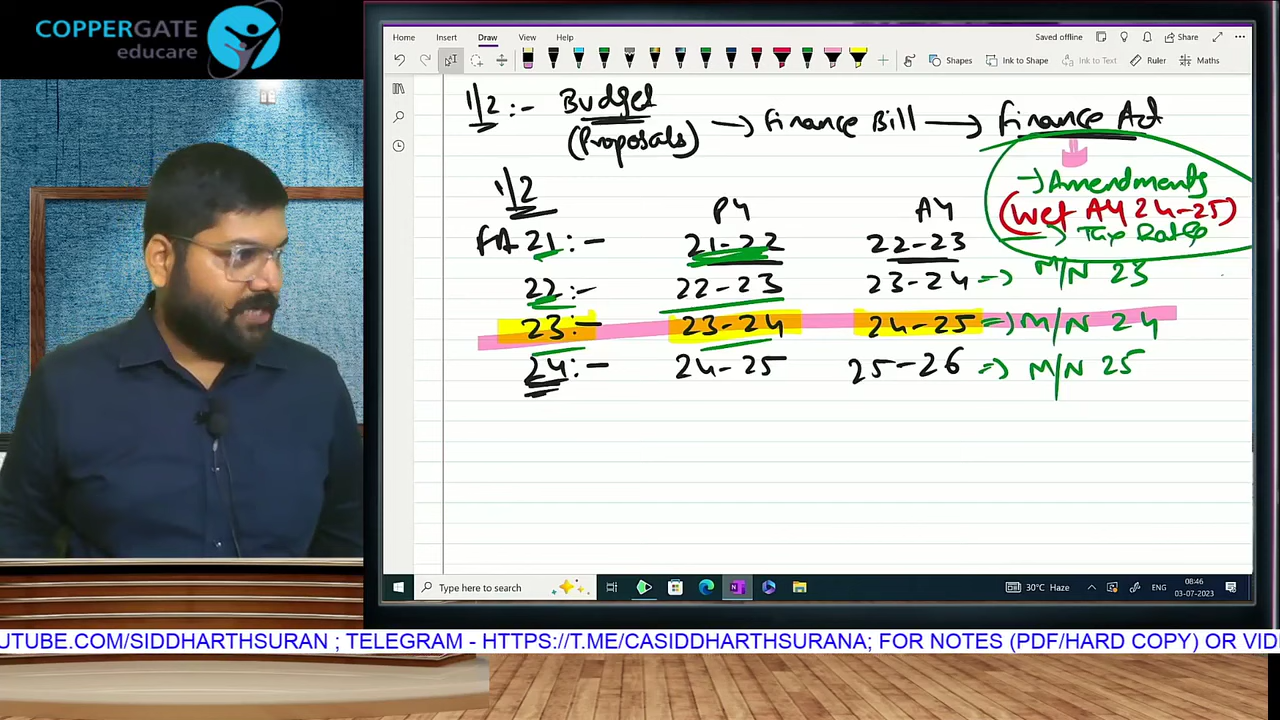 COPPERGATE
educare
Home Insert Draw View Help
Saved offline
Share
Shapes
Ink to Shape
Ink to Text
Ruler
Maths
1/2 :- Budget (Proposals) → Finance Bill → Finance Act
→ Amendments
(wef AY 24-25)
→ Tax Rates
1/2
PY AY
FA 21 :- 21-22 22-23
22 :- 22-23 23-24 => M/N 23
23 :- 23-24 24-25 => M/N 24
24 :- 24-25 25-26 => M/N 25
Type here to search
30°C Haze
ENG
08:46
03-07-2023
UTUBE.COM/SIDDHARTHSURAN ; TELEGRAM - HTTPS://T.ME/CASIDDHARTHSURANA; FOR NOTES (PDF/HARD COPY) OR VID